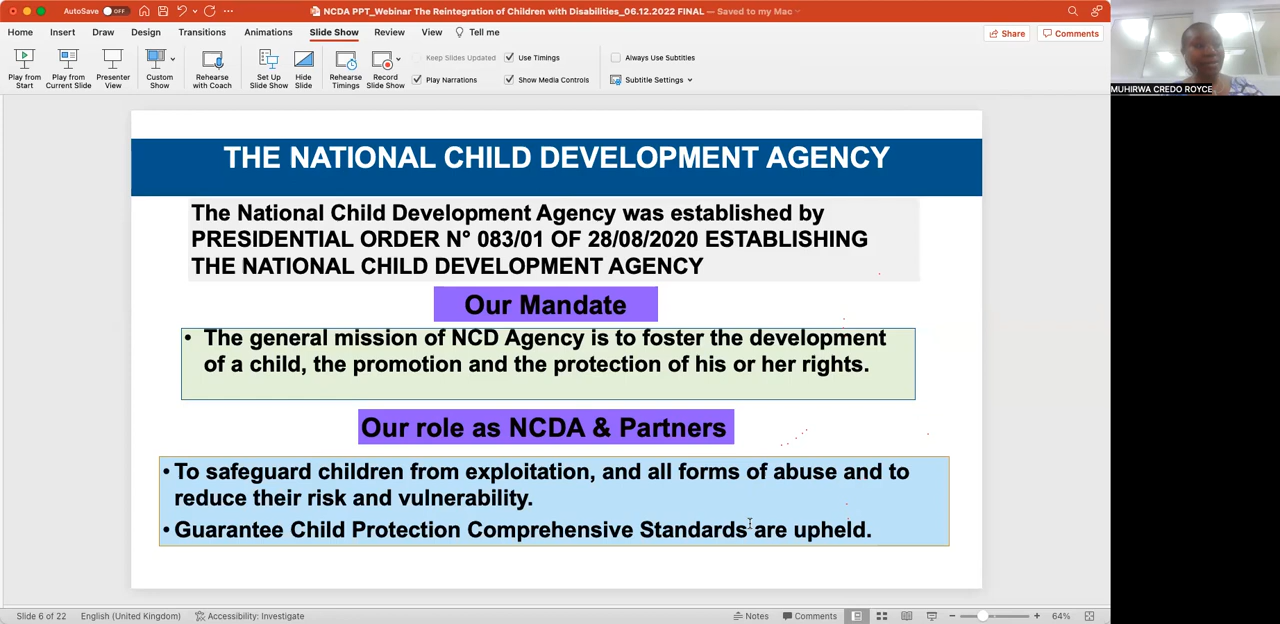 AutoSave OFF
NCDA PPT_Webinar The Reintegration of Children with Disabilities_06.12.2022 FINAL — Saved to my Mac
Home Insert Draw Design Transitions Animations Slide Show Review View Tell me
Share Comments
Play from Start
Play from Current Slide
Presenter View
Custom Show
Rehearse with Coach
Set Up Slide Show
Hide Slide
Rehearse Timings
Record Slide Show
Keep Slides Updated
Use Timings
Play Narrations
Show Media Controls
Always Use Subtitles
Subtitle Settings
MUHIRWA CREDO ROYCE
THE NATIONAL CHILD DEVELOPMENT AGENCY
The National Child Development Agency was established by
PRESIDENTIAL ORDER N° 083/01 OF 28/08/2020 ESTABLISHING
THE NATIONAL CHILD DEVELOPMENT AGENCY
Our Mandate
• The general mission of NCD Agency is to foster the development
of a child, the promotion and the protection of his or her rights.
Our role as NCDA & Partners
• To safeguard children from exploitation, and all forms of abuse and to
reduce their risk and vulnerability.
• Guarantee Child Protection Comprehensive Standards are upheld.
Slide 6 of 22 English (United Kingdom) Accessibility: Investigate Notes Comments 64%